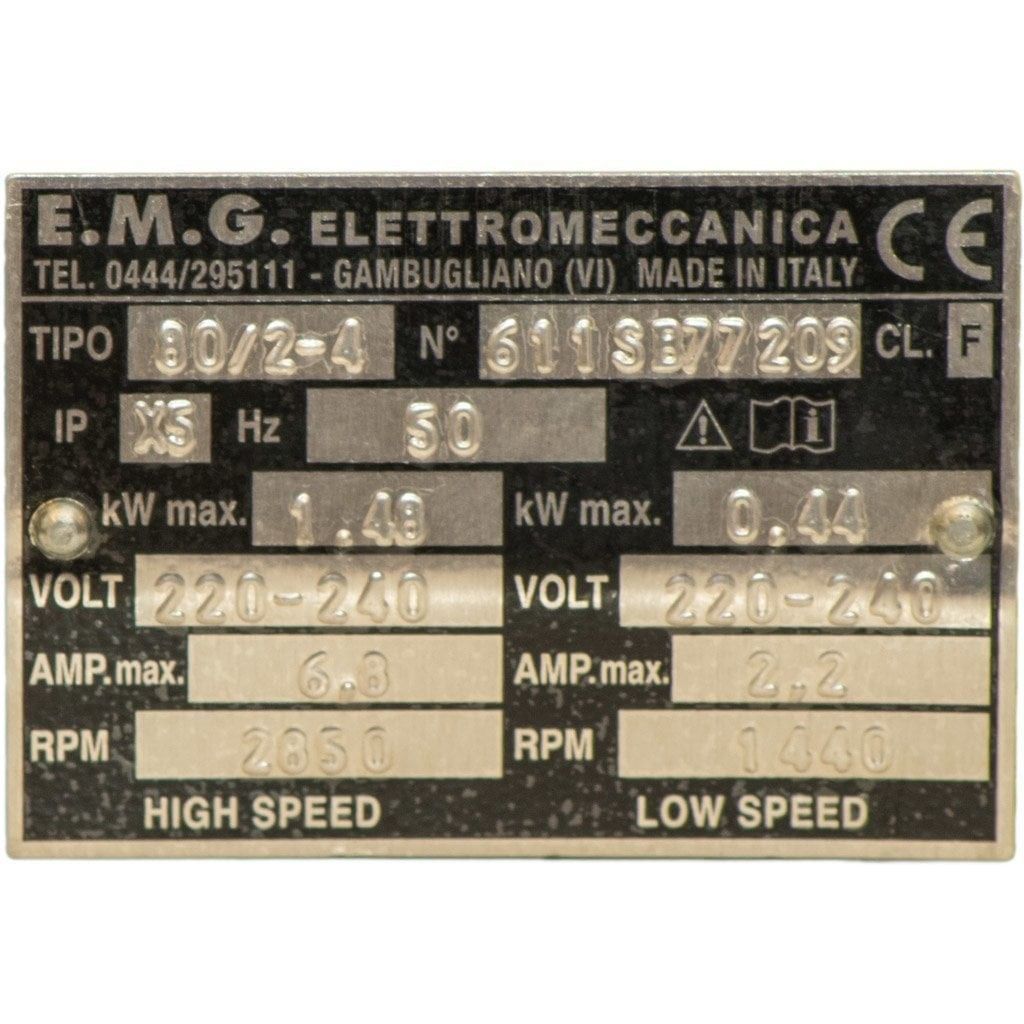 E.M.G. ELETTROMECCANICA CE
TEL. 0444/295111 - GAMBUGLIANO (VI) MADE IN ITALY
TIPO 80/2-4 N° 611SB77209 CL. F
IP X5 Hz 50
kW max. 1.48 kW max. 0.44
VOLT 220-240 VOLT 220-240
AMP.max. 6.8 AMP.max. 2.2
RPM 2850 RPM 1440
HIGH SPEED LOW SPEED